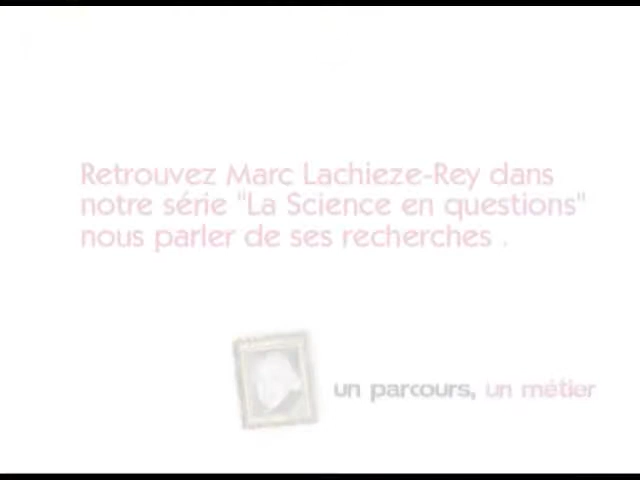 Retrouvez Marc Lachieze-Rey dans
notre série "La Science en questions"
nous parler de ses recherches .
un parcours, un métier